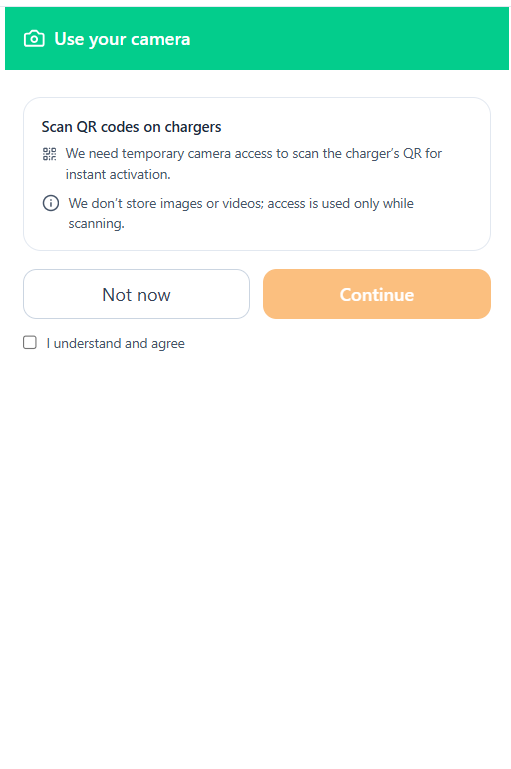 Use your camera
Scan QR codes on chargers
We need temporary camera access to scan the charger’s QR for
instant activation.
We don’t store images or videos; access is used only while
scanning.
Not now
Continue
I understand and agree